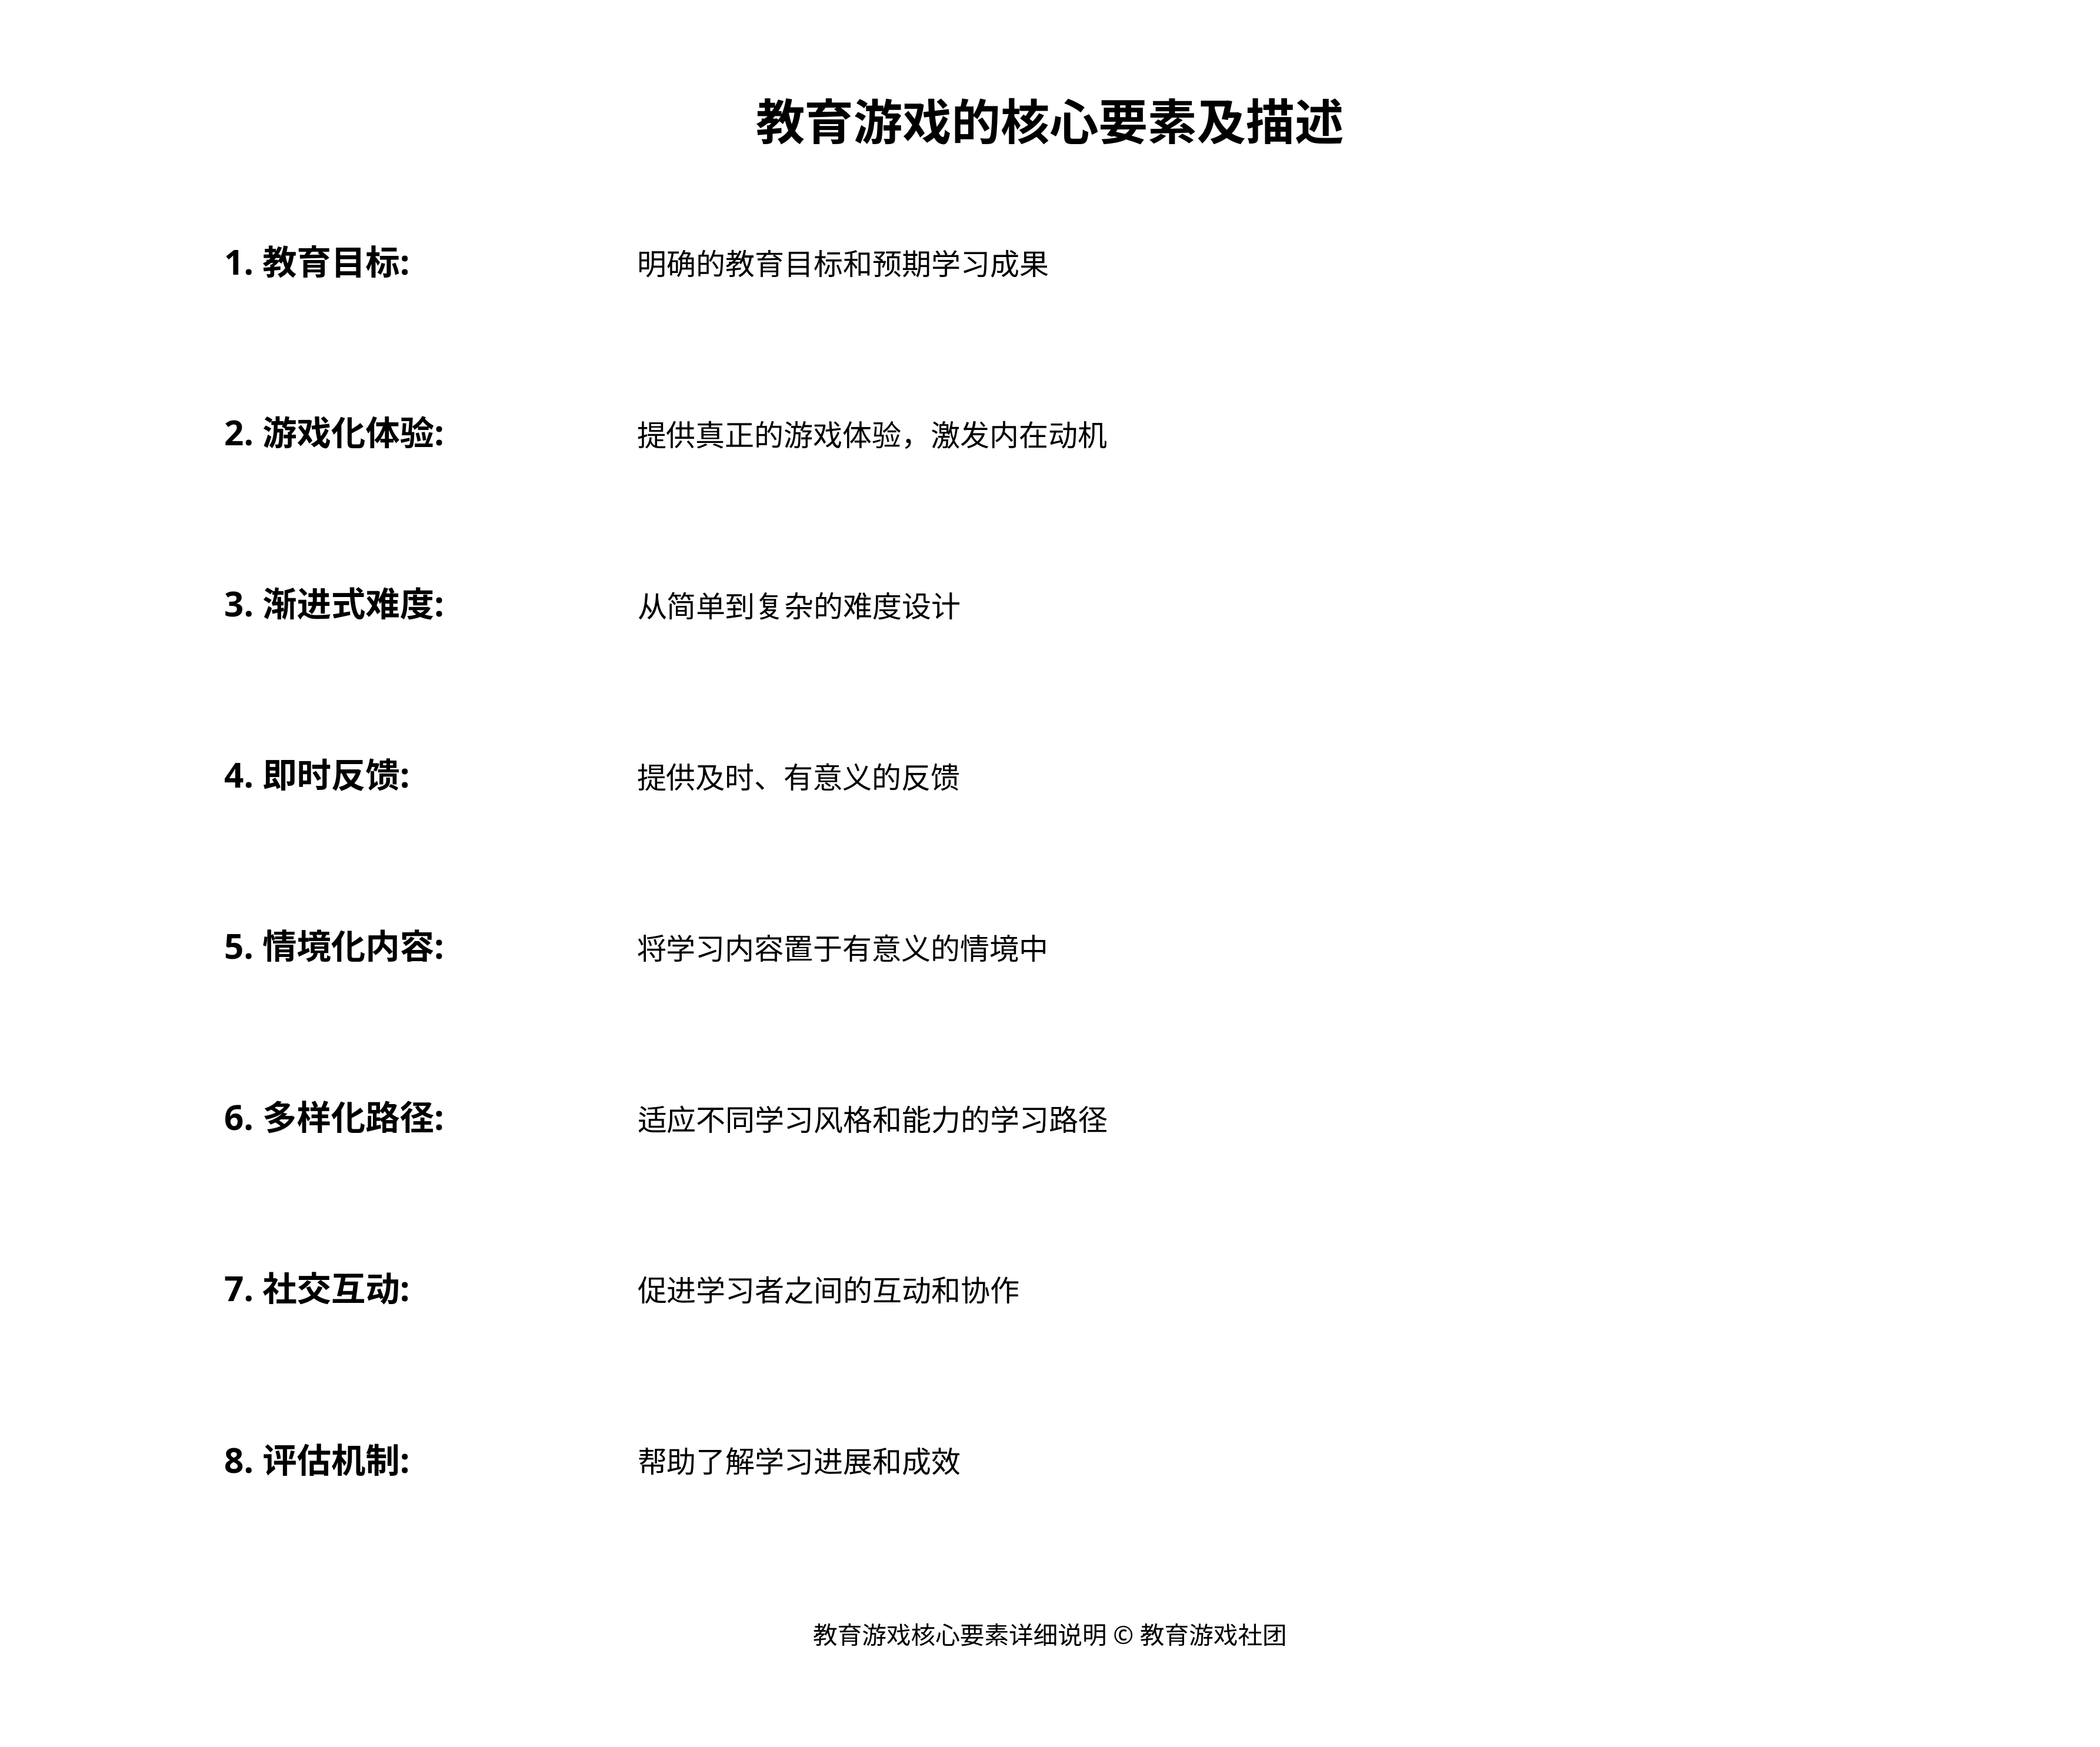 教育游戏的核心要素及描述
1. 教育目标: 明确的教育目标和预期学习成果
2. 游戏化体验: 提供真正的游戏体验，激发内在动机
3. 渐进式难度: 从简单到复杂的难度设计
4. 即时反馈: 提供及时、有意义的反馈
5. 情境化内容: 将学习内容置于有意义的情境中
6. 多样化路径: 适应不同学习风格和能力的学习路径
7. 社交互动: 促进学习者之间的互动和协作
8. 评估机制: 帮助了解学习进展和成效
教育游戏核心要素详细说明 © 教育游戏社团